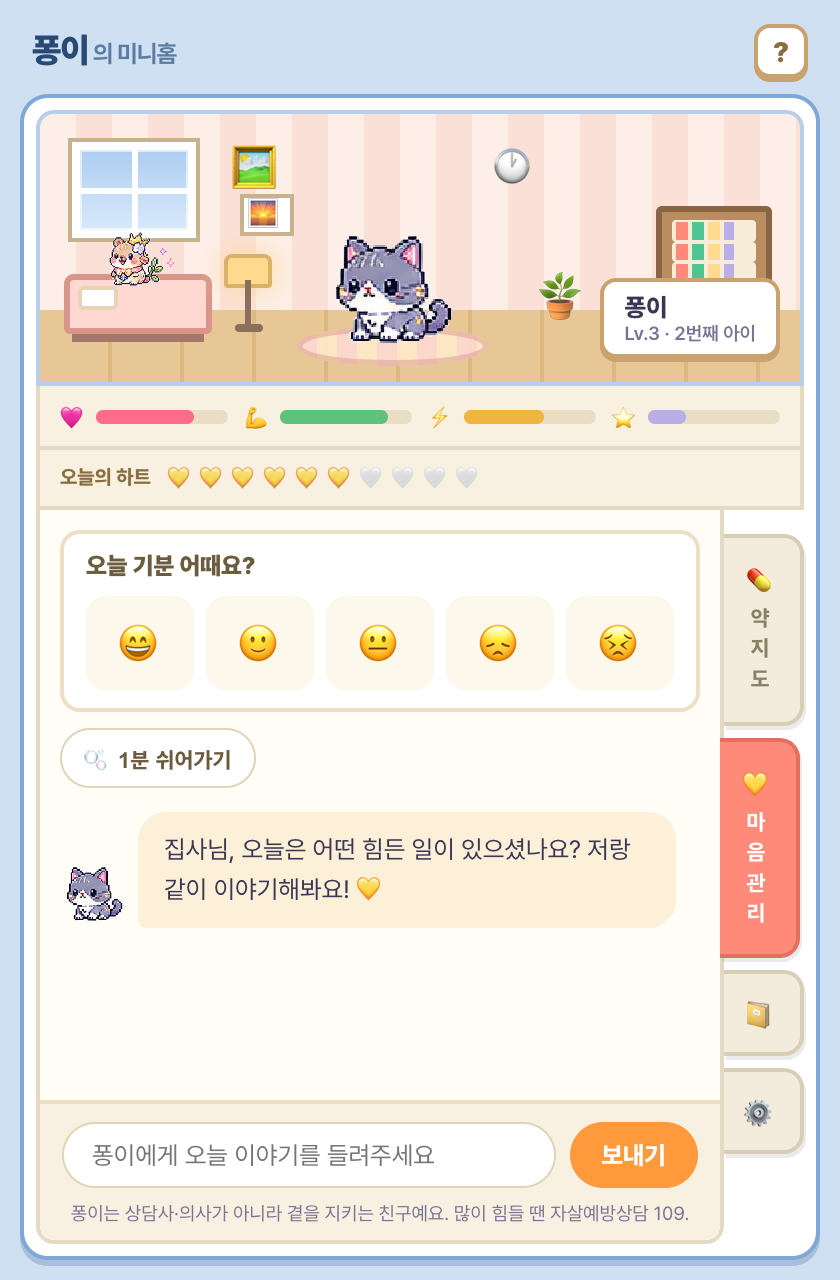 퐁이의 미니홈
?
퐁이
Lv.3 · 2번째 아이
오늘의 하트
오늘 기분 어때요?
1분 쉬어가기
약지도
마음관리
집사님, 오늘은 어떤 힘든 일이 있으셨나요? 저랑
같이 이야기해봐요! 💛
퐁이에게 오늘 이야기를 들려주세요
보내기
퐁이는 상담사·의사가 아니라 곁을 지키는 친구예요. 많이 힘들 땐 자살예방상담 109.